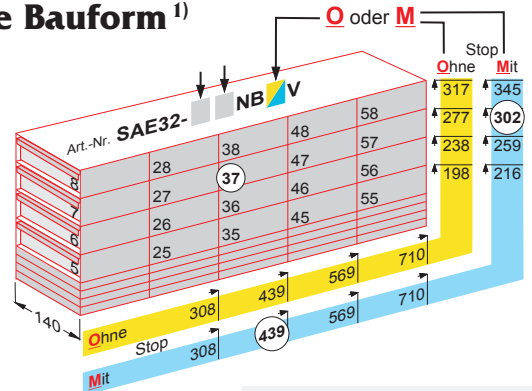 e Bauform 1)
O oder M
Stop
Ohne Mit
317 345
277 302
238 259
198 216
Art.-Nr. SAE32- NB V
8 28 38 48 58
7 27 37 47 57
6 26 36 46 56
5 25 35 45 55
140
Ohne 308 439 569 710
Stop
Mit 308 439 569 710